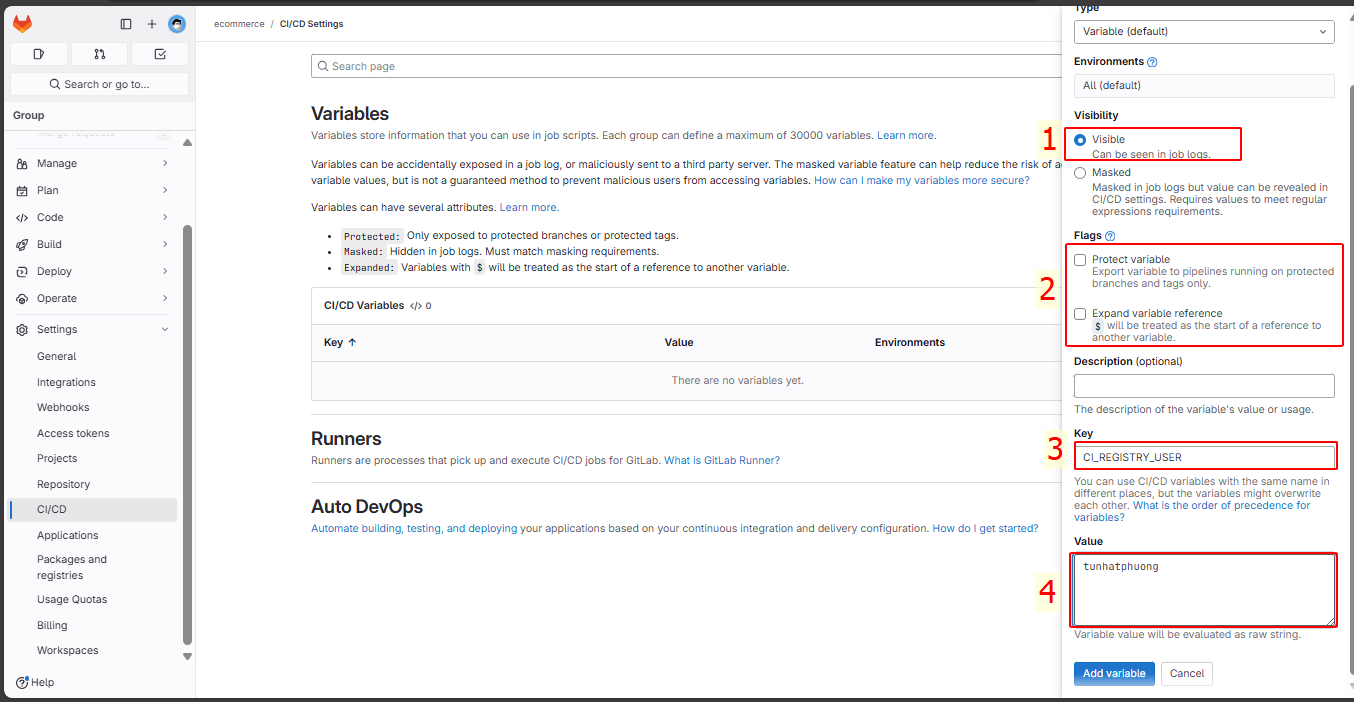 ecommerce / CI/CD Settings
Search or go to...
Group
Merge requests
Manage
Plan
Code
Build
Deploy
Operate
Settings
General
Integrations
Webhooks
Access tokens
Projects
Repository
CI/CD
Applications
Packages and
registries
Usage Quotas
Billing
Workspaces
Help
Search page
Variables
Variables store information that you can use in job scripts. Each group can define a maximum of 30000 variables. Learn more.
Variables can be accidentally exposed in a job log, or maliciously sent to a third party server. The masked variable feature can help reduce the risk of a
variable values, but is not a guaranteed method to prevent malicious users from accessing variables. How can I make my variables more secure?
Variables can have several attributes. Learn more.
• Protected: Only exposed to protected branches or protected tags.
• Masked: Hidden in job logs. Must match masking requirements.
• Expanded: Variables with $ will be treated as the start of a reference to another variable.
CI/CD Variables </> 0
Key ↑ Value Environments
There are no variables yet.
Runners
Runners are processes that pick up and execute CI/CD jobs for GitLab. What is GitLab Runner?
Auto DevOps
Automate building, testing, and deploying your applications based on your continuous integration and delivery configuration. How do I get started?
Type
Variable (default)
Environments
All (default)
Visibility
1
Visible
Can be seen in job logs.
Masked
Masked in job logs but value can be revealed in
CI/CD settings. Requires values to meet regular
expressions requirements.
Flags
2
Protect variable
Export variable to pipelines running on protected
branches and tags only.
Expand variable reference
$ will be treated as the start of a reference to
another variable.
Description (optional)
The description of the variable's value or usage.
Key
3
CI_REGISTRY_USER
You can use CI/CD variables with the same name in
different places, but the variables might overwrite
each other. What is the order of precedence for
variables?
Value
4
tunhatphuong
Variable value will be evaluated as raw string.
Add variable Cancel